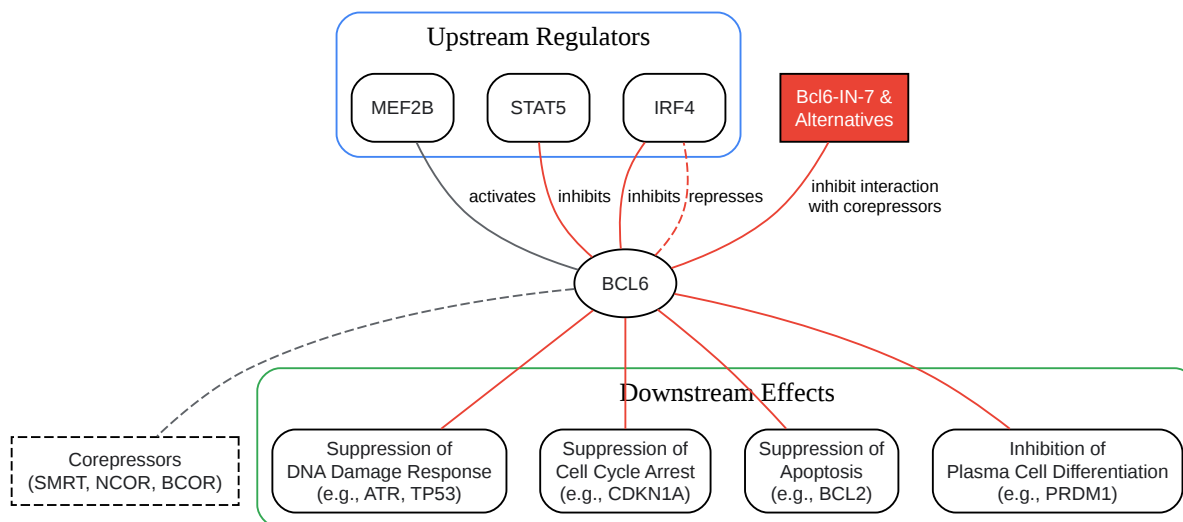 Upstream Regulators
MEF2B
STAT5
IRF4
Bcl6-IN-7 &
Alternatives
activates
inhibits
inhibits
represses
inhibit interaction
with corepressors
BCL6
Downstream Effects
Corepressors
(SMRT, NCOR, BCOR)
Suppression of
DNA Damage Response
(e.g., ATR, TP53)
Suppression of
Cell Cycle Arrest
(e.g., CDKN1A)
Suppression of
Apoptosis
(e.g., BCL2)
Inhibition of
Plasma Cell Differentiation
(e.g., PRDM1)